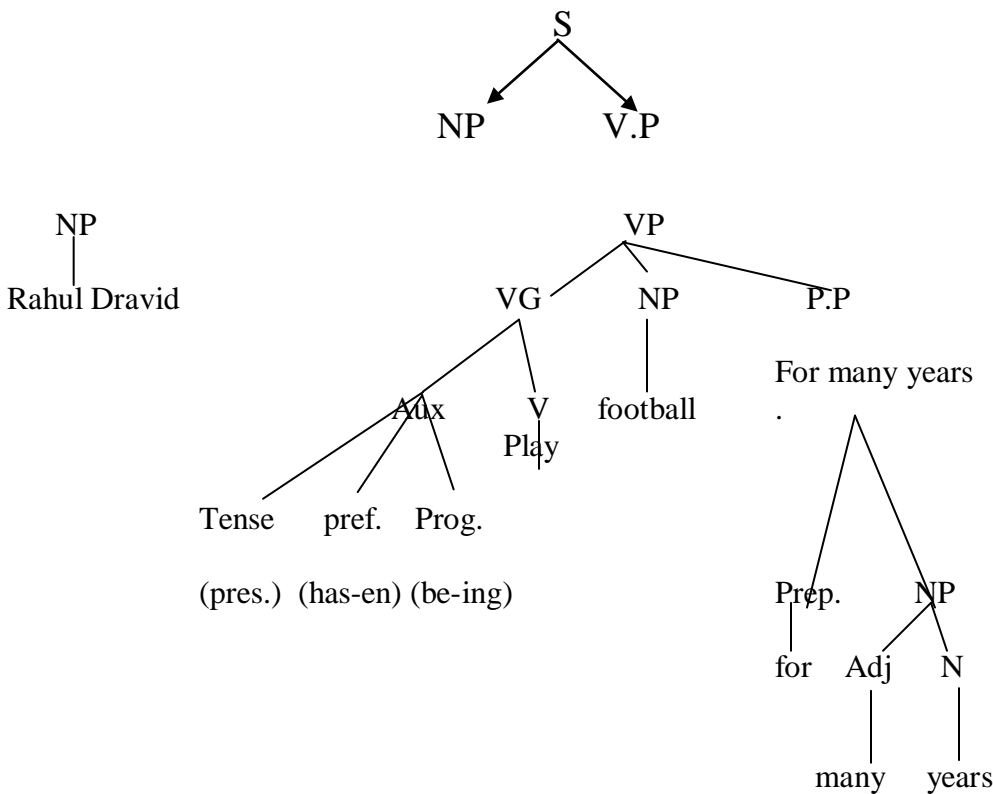 S
NP V.P
NP VP
Rahul Dravid VG NP P.P
For many years
Aux V football .
Play
Tense pref. Prog.
(pres.) (has-en) (be-ing)
Prep. NP
for Adj N
many years